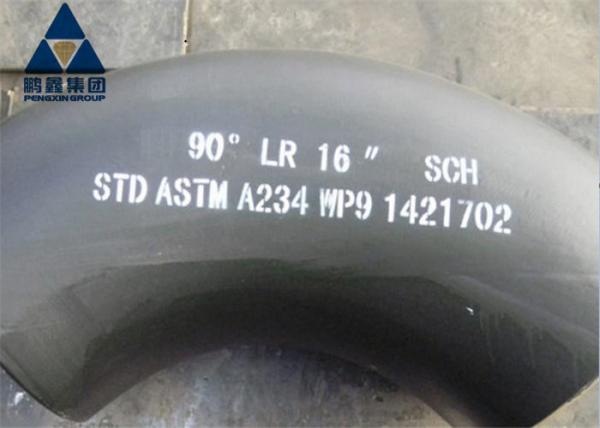 鹏鑫集团
PENGXIN GROUP
90° LR 16" SCH
STD ASTM A234 WP9 1421702